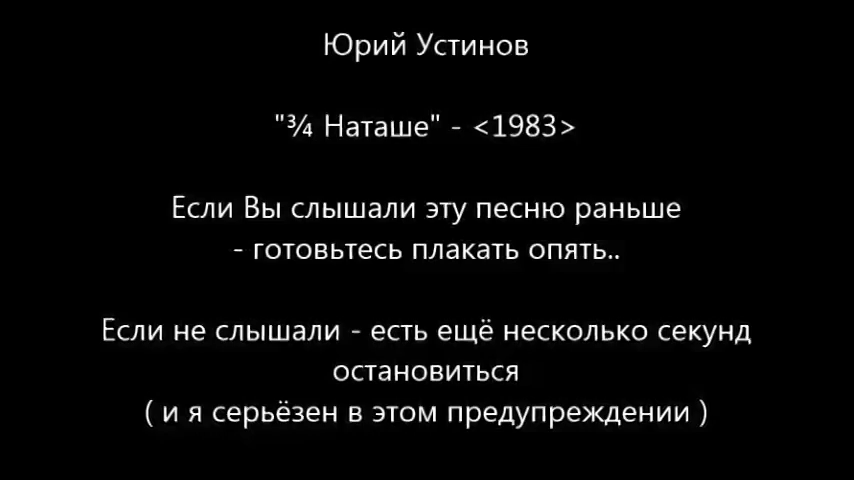 Юрий Устинов
"¾ Наташе" - <1983>
Если Вы слышали эту песню раньше
- готовьтесь плакать опять..
Если не слышали - есть ещё несколько секунд
остановиться
( и я серьёзен в этом предупреждении )